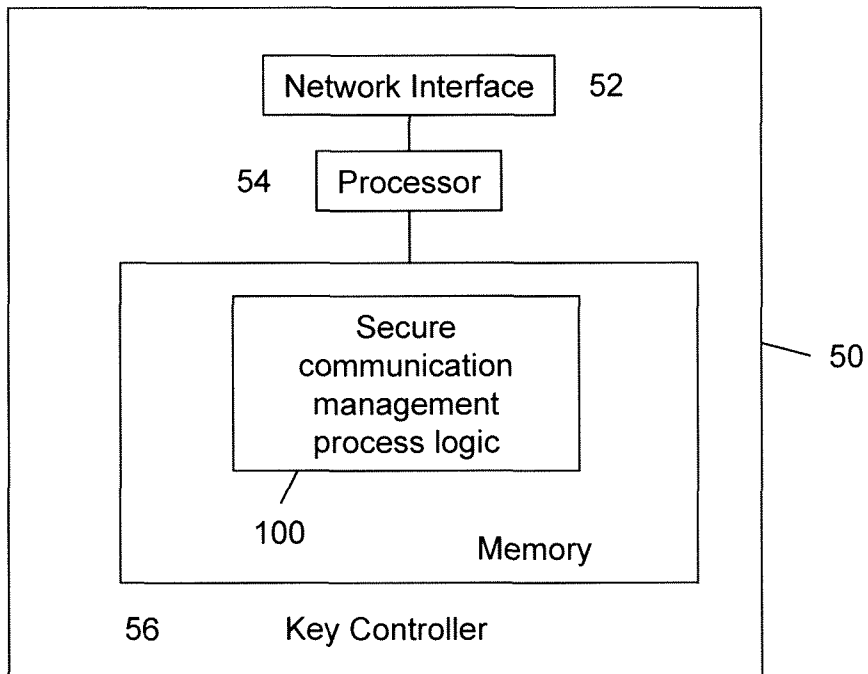 Network Interface 52
54 Processor
Secure
communication
management
process logic
50
100
Memory
56 Key Controller